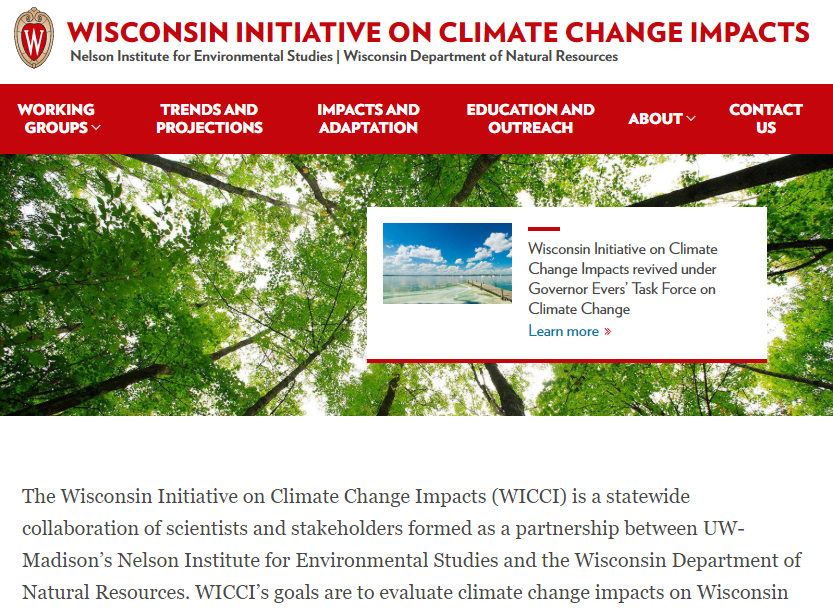 W
WISCONSIN INITIATIVE ON CLIMATE CHANGE IMPACTS
Nelson Institute for Environmental Studies | Wisconsin Department of Natural Resources
WORKING
GROUPS
TRENDS AND
PROJECTIONS
IMPACTS AND
ADAPTATION
EDUCATION AND
OUTREACH
ABOUT
CONTACT
US
Wisconsin Initiative on Climate
Change Impacts revived under
Governor Evers’ Task Force on
Climate Change
Learn more »
The Wisconsin Initiative on Climate Change Impacts (WICCI) is a statewide
collaboration of scientists and stakeholders formed as a partnership between UW-
Madison’s Nelson Institute for Environmental Studies and the Wisconsin Department of
Natural Resources. WICCI’s goals are to evaluate climate change impacts on Wisconsin